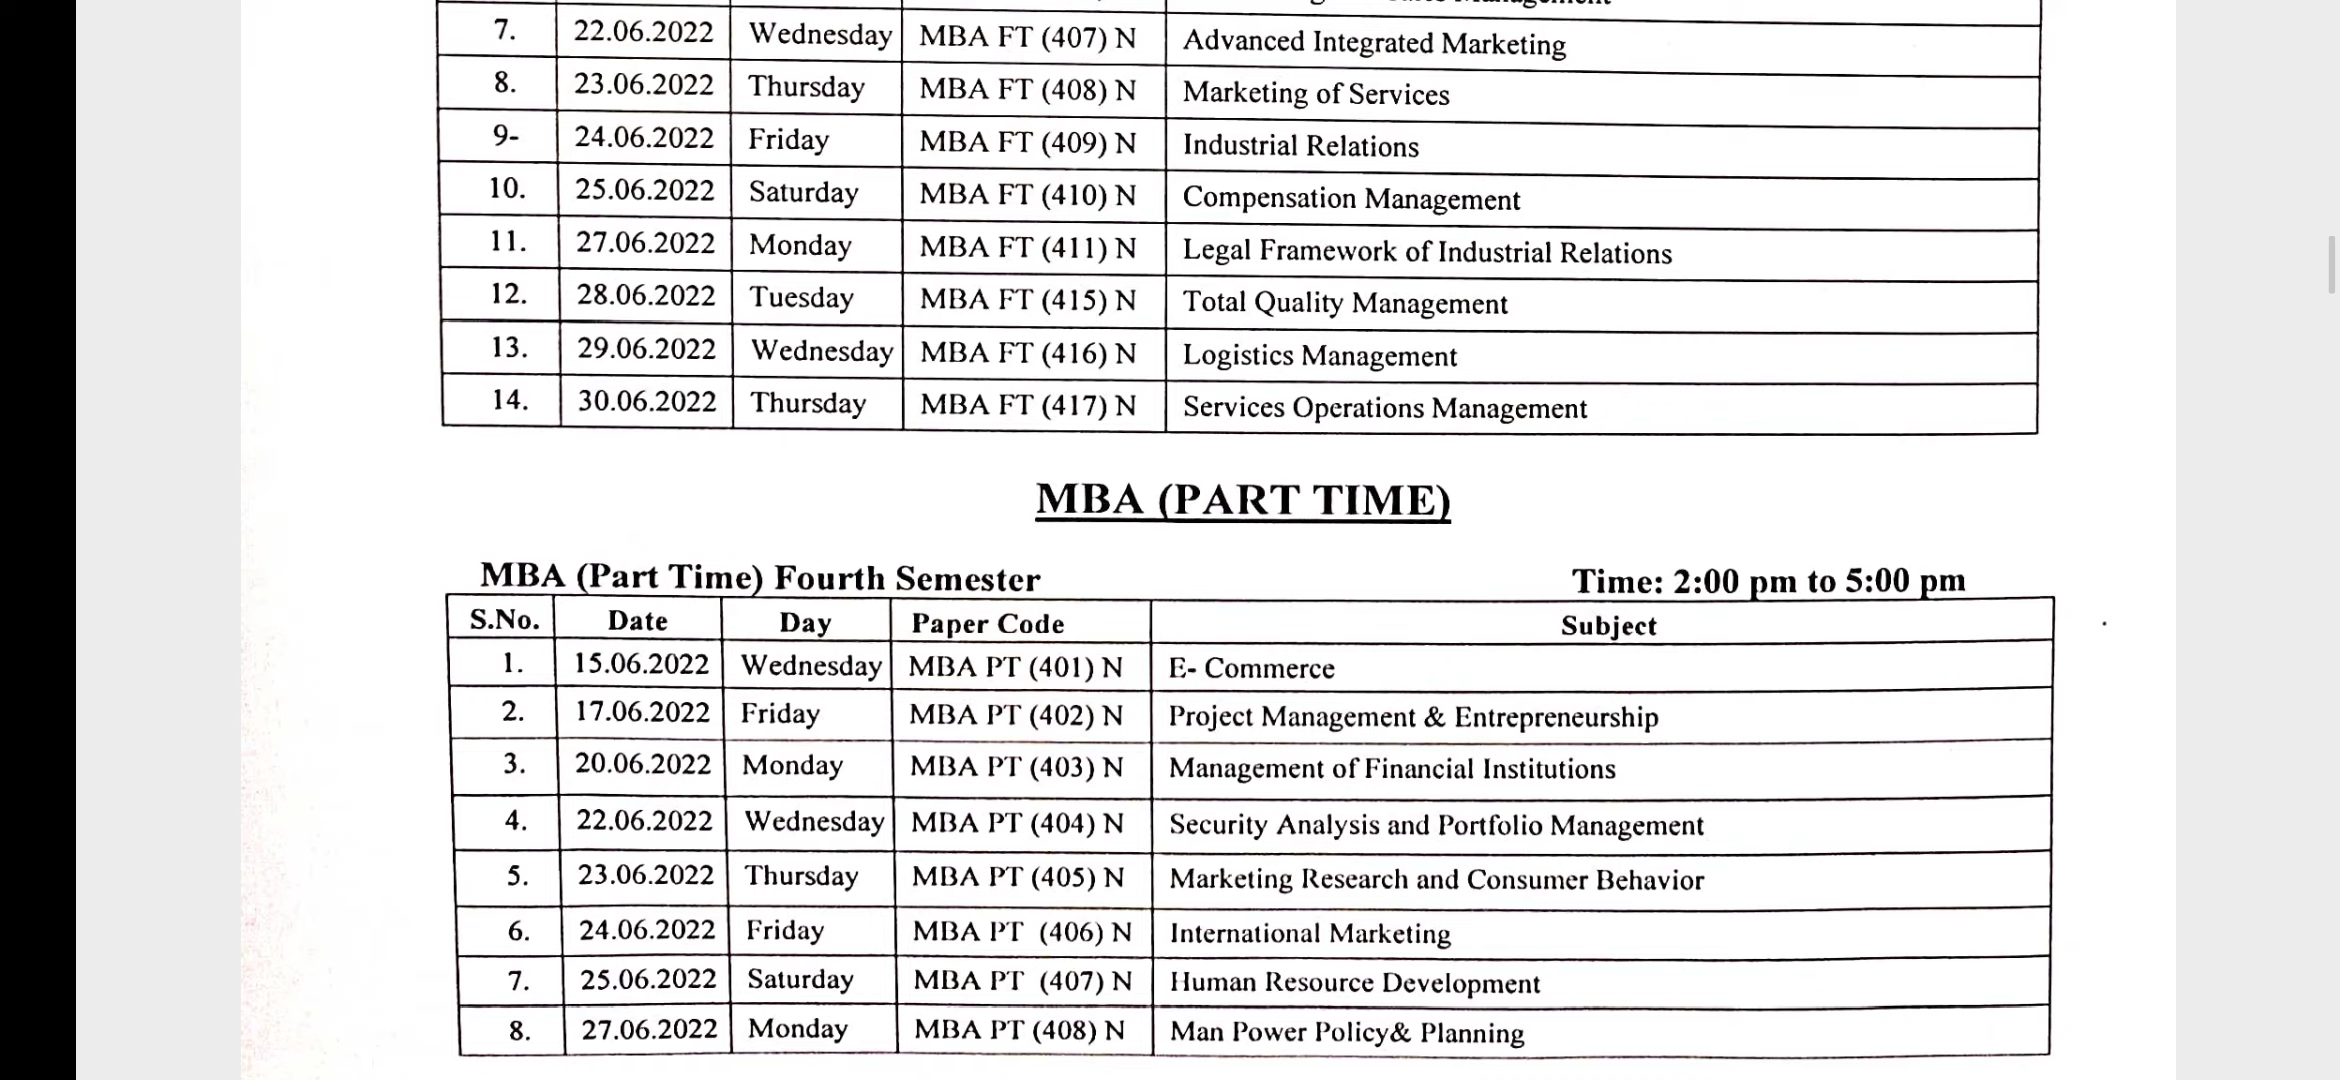 7. 22.06.2022 Wednesday MBA FT (407) N Advanced Integrated Marketing
8. 23.06.2022 Thursday MBA FT (408) N Marketing of Services
9- 24.06.2022 Friday MBA FT (409) N Industrial Relations
10. 25.06.2022 Saturday MBA FT (410) N Compensation Management
11. 27.06.2022 Monday MBA FT (411) N Legal Framework of Industrial Relations
12. 28.06.2022 Tuesday MBA FT (415) N Total Quality Management
13. 29.06.2022 Wednesday MBA FT (416) N Logistics Management
14. 30.06.2022 Thursday MBA FT (417) N Services Operations Management
MBA (PART TIME)
MBA (Part Time) Fourth Semester Time: 2:00 pm to 5:00 pm
S.No. Date Day Paper Code Subject
1. 15.06.2022 Wednesday MBA PT (401) N E- Commerce
2. 17.06.2022 Friday MBA PT (402) N Project Management & Entrepreneurship
3. 20.06.2022 Monday MBA PT (403) N Management of Financial Institutions
4. 22.06.2022 Wednesday MBA PT (404) N Security Analysis and Portfolio Management
5. 23.06.2022 Thursday MBA PT (405) N Marketing Research and Consumer Behavior
6. 24.06.2022 Friday MBA PT (406) N International Marketing
7. 25.06.2022 Saturday MBA PT (407) N Human Resource Development
8. 27.06.2022 Monday MBA PT (408) N Man Power Policy& Planning